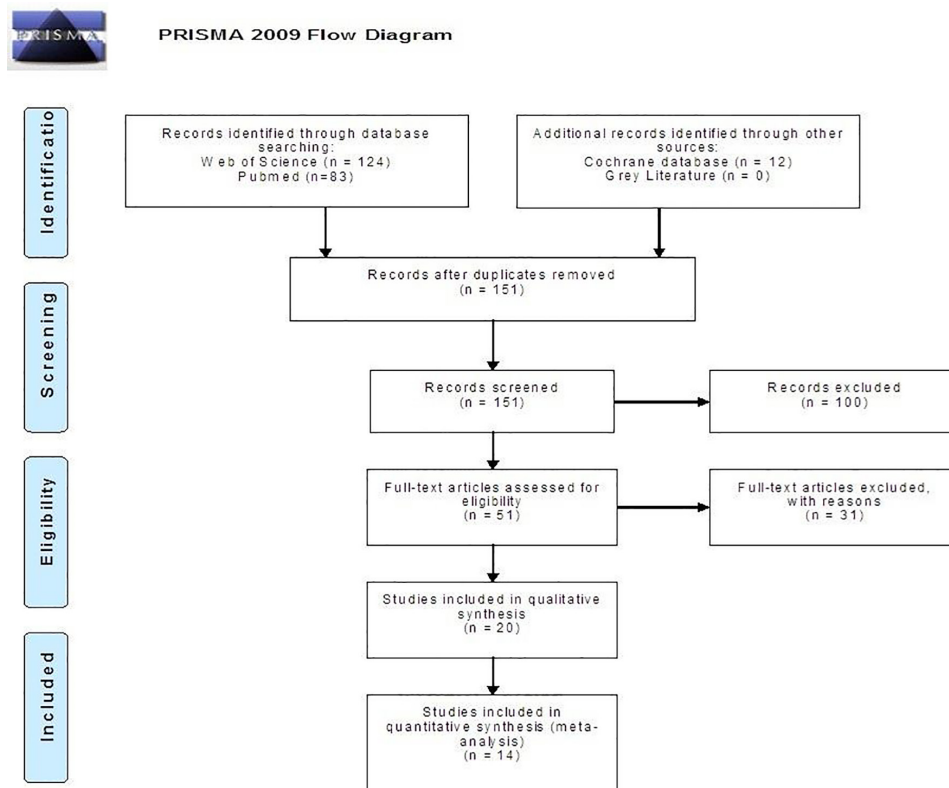 PRISMA
PRISMA 2009 Flow Diagram
Identificatio
Records identified through database
searching:
Web of Science (n = 124)
Pubmed (n=83)
Additional records identified through other
sources:
Cochrane database (n = 12)
Grey Literature (n = 0)
Records after duplicates removed
(n = 151)
Screening
Records screened
(n = 151)
Records excluded
(n = 100)
Eligibility
Full-text articles assessed for
eligibility
(n = 51)
Full-text articles excluded,
with reasons
(n = 31)
Studies included in qualitative
synthesis
(n = 20)
Included
Studies included in
quantitative synthesis (meta-
analysis)
(n = 14)